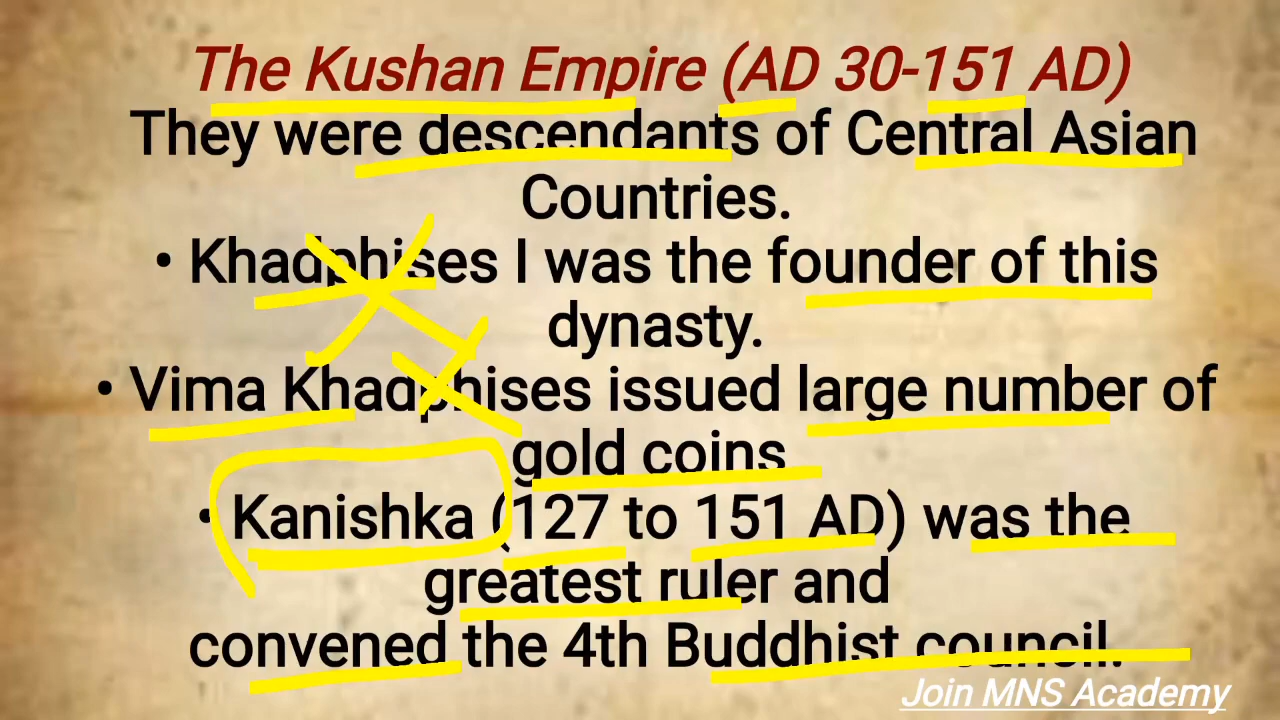 The Kushan Empire (AD 30-151 AD)
They were descendants of Central Asian
Countries.
• Khadphises I was the founder of this
dynasty.
• Vima Khadphises issued large number of
gold coins
• Kanishka (127 to 151 AD) was the
greatest ruler and
convened the 4th Buddhist council.
Join MNS Academy